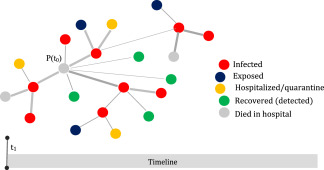 P(t₀)
Infected
Exposed
Hospitalized/quarantine
Recovered (detected)
Died in hospital
t₁
Timeline